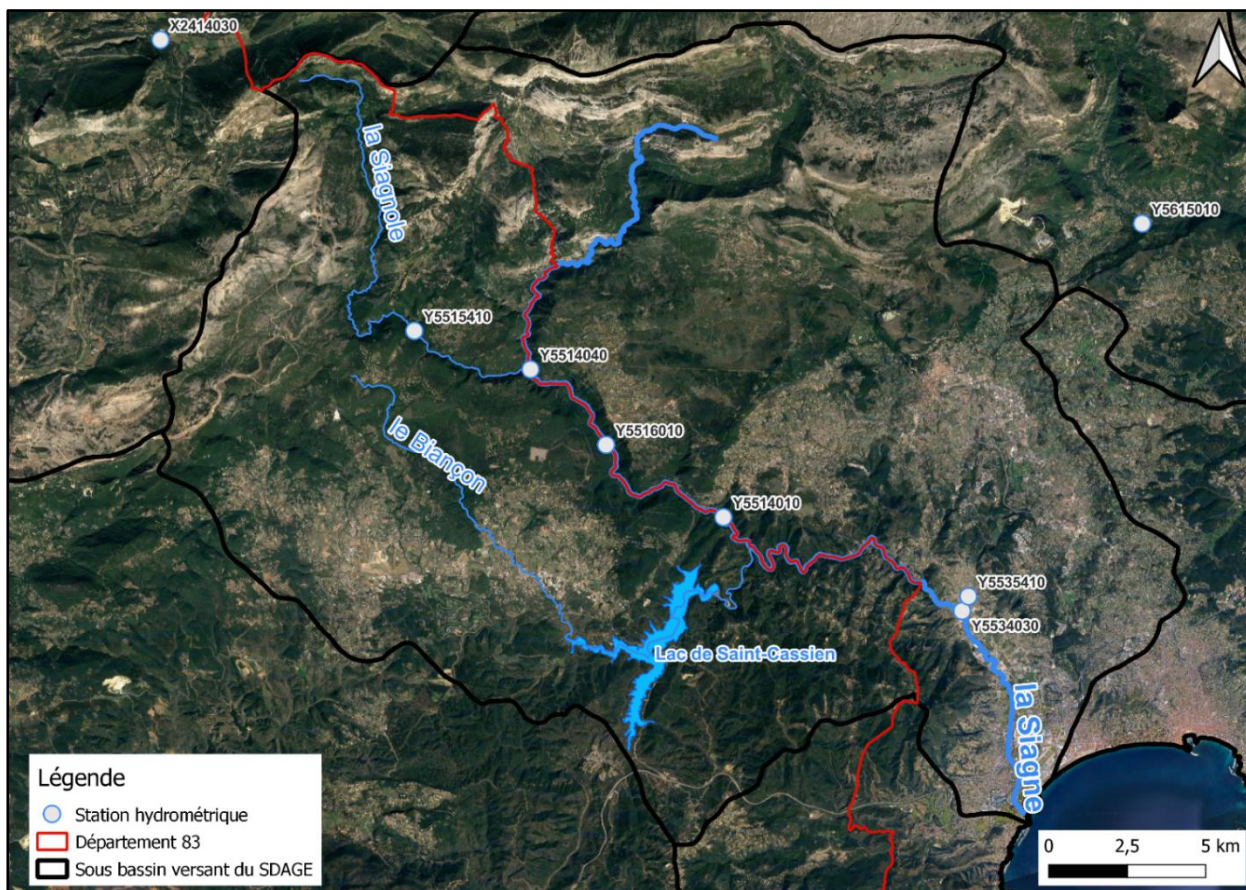 X2414030
la Siagnole
Y5615010
Y5515410
Y5514040
le Biançon
Y5516010
Y5514010
Y5535410
Y5534030
Lac de Saint-Cassien
la Siagne
Légende
Station hydrométrique
Département 83
Sous bassin versant du SDAGE
0 2,5 5 km